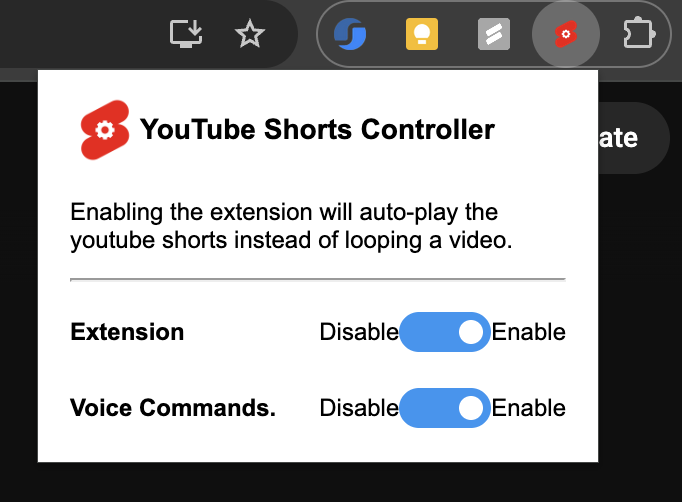 ate
YouTube Shorts Controller
Enabling the extension will auto-play the
youtube shorts instead of looping a video.
Extension Disable Enable
Voice Commands. Disable Enable